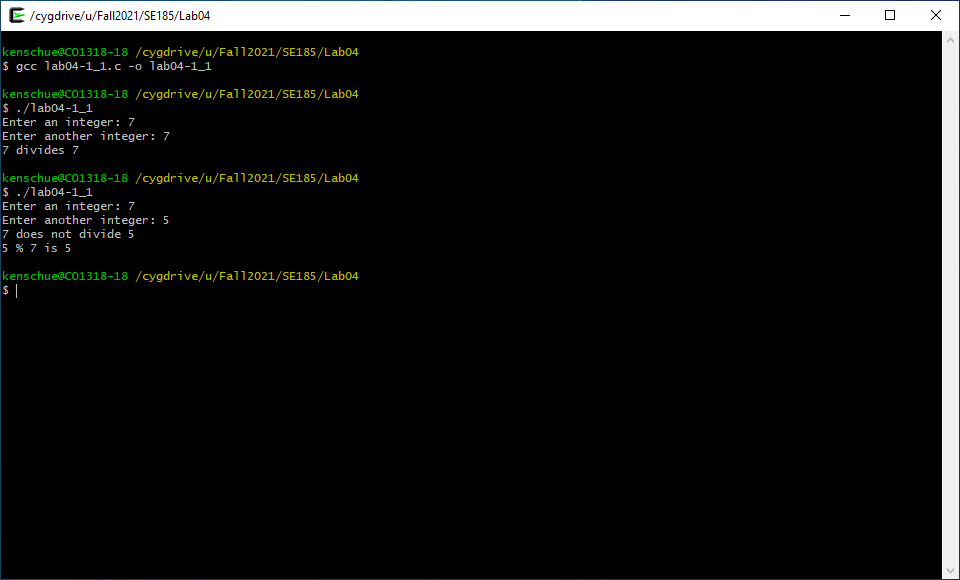 /cygdrive/u/Fall2021/SE185/Lab04
kenschue@CO1318-18 /cygdrive/u/Fall2021/SE185/Lab04
$ gcc lab04-1_1.c -o lab04-1_1
kenschue@CO1318-18 /cygdrive/u/Fall2021/SE185/Lab04
$ ./lab04-1_1
Enter an integer: 7
Enter another integer: 7
7 divides 7
kenschue@CO1318-18 /cygdrive/u/Fall2021/SE185/Lab04
$ ./lab04-1_1
Enter an integer: 7
Enter another integer: 5
7 does not divide 5
5 % 7 is 5
kenschue@CO1318-18 /cygdrive/u/Fall2021/SE185/Lab04
$